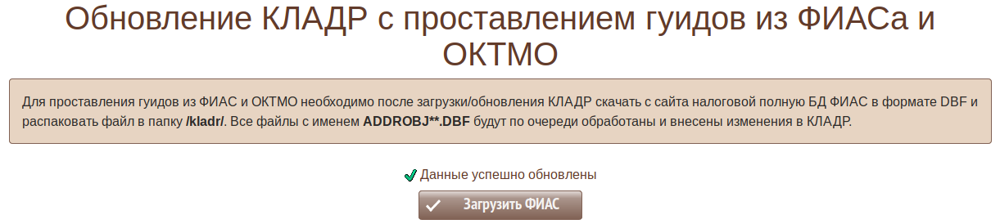 Обновление КЛАДР с проставлением гуидов из ФИАСа и
ОКТМО
Для проставления гуидов из ФИАС и ОКТМО необходимо после загрузки/обновления КЛАДР скачать с сайта налоговой полную БД ФИАС в формате DBF и
распаковать файл в папку /kladr/. Все файлы с именем ADDROBJ**.DBF будут по очереди обработаны и внесены изменения в КЛАДР.
Данные успешно обновлены
Загрузить ФИАС